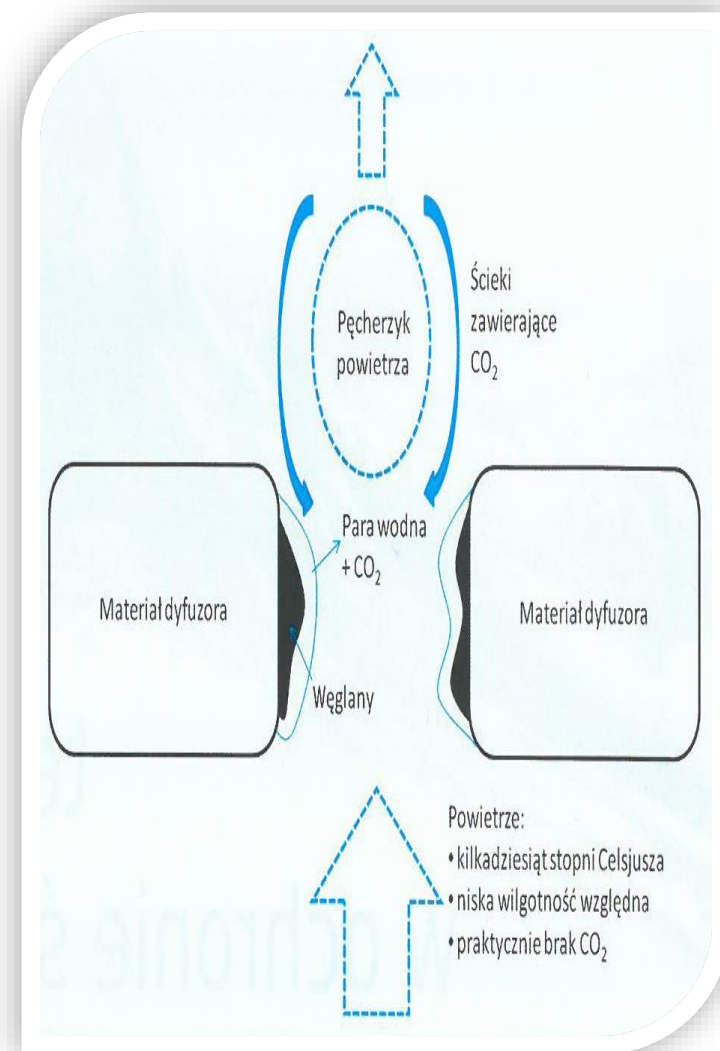 Pęcherzyk
powietrza
Ścieki
zawierające
CO₂
Para wodna
+ CO₂
Materiał dyfuzora
Materiał dyfuzora
Węglany
Powietrze:
• kilkadziesiąt stopni Celsjusza
• niska wilgotność względna
• praktycznie brak CO₂